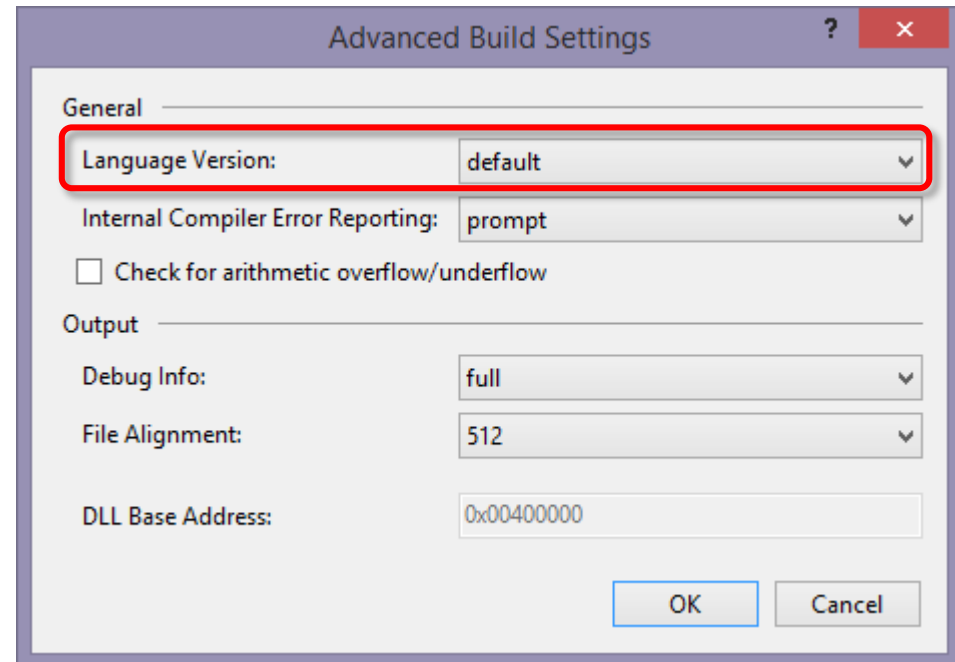 Advanced Build Settings ? ×
General
Language Version: default
Internal Compiler Error Reporting: prompt
Check for arithmetic overflow/underflow
Output
Debug Info: full
File Alignment: 512
DLL Base Address: 0x00400000
OK Cancel